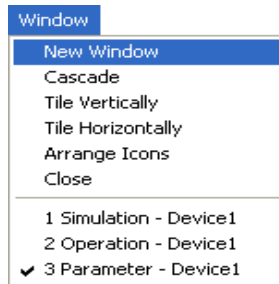 Window
New Window
Cascade
Tile Vertically
Tile Horizontally
Arrange Icons
Close
1 Simulation - Device1
2 Operation - Device1
3 Parameter - Device1